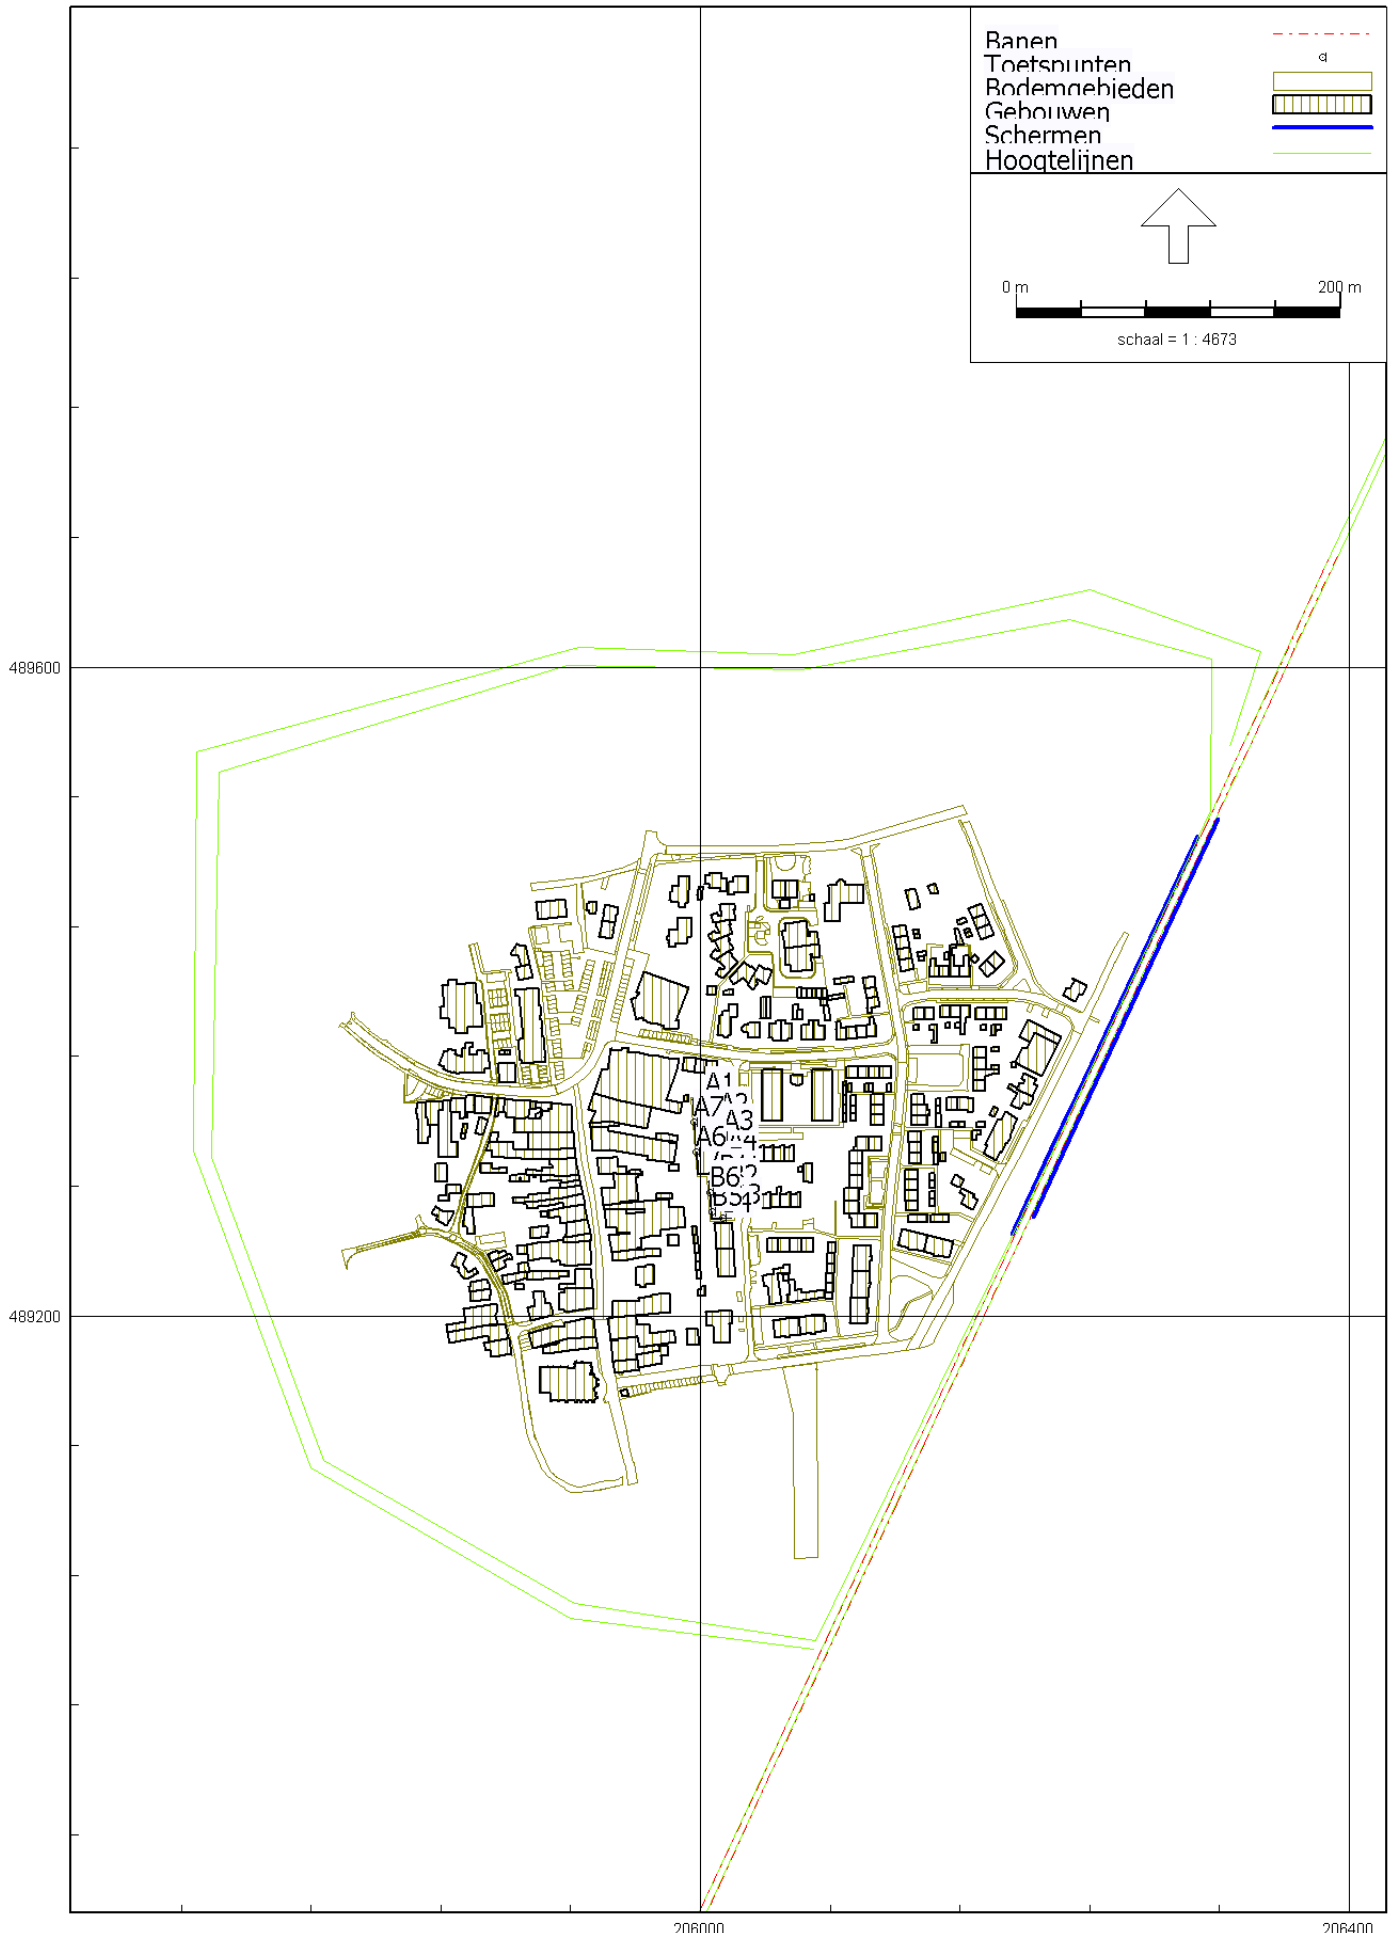 Banen
Toetspunten
Bodemgebieden
Gebouwen
Schermen
Hoogtelijnen
0 m 200 m
schaal = 1 : 4673
489600
A1
A7
A3
A6
B6
B5
489200
206000 206400